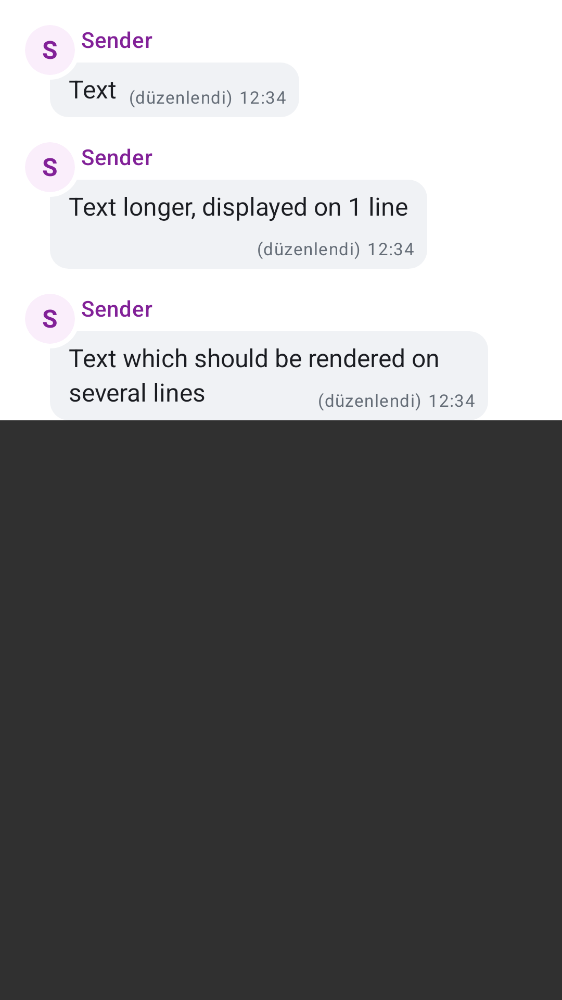 S Sender
Text (düzenlendi) 12:34
S Sender
Text longer, displayed on 1 line
(düzenlendi) 12:34
S Sender
Text which should be rendered on
several lines (düzenlendi) 12:34